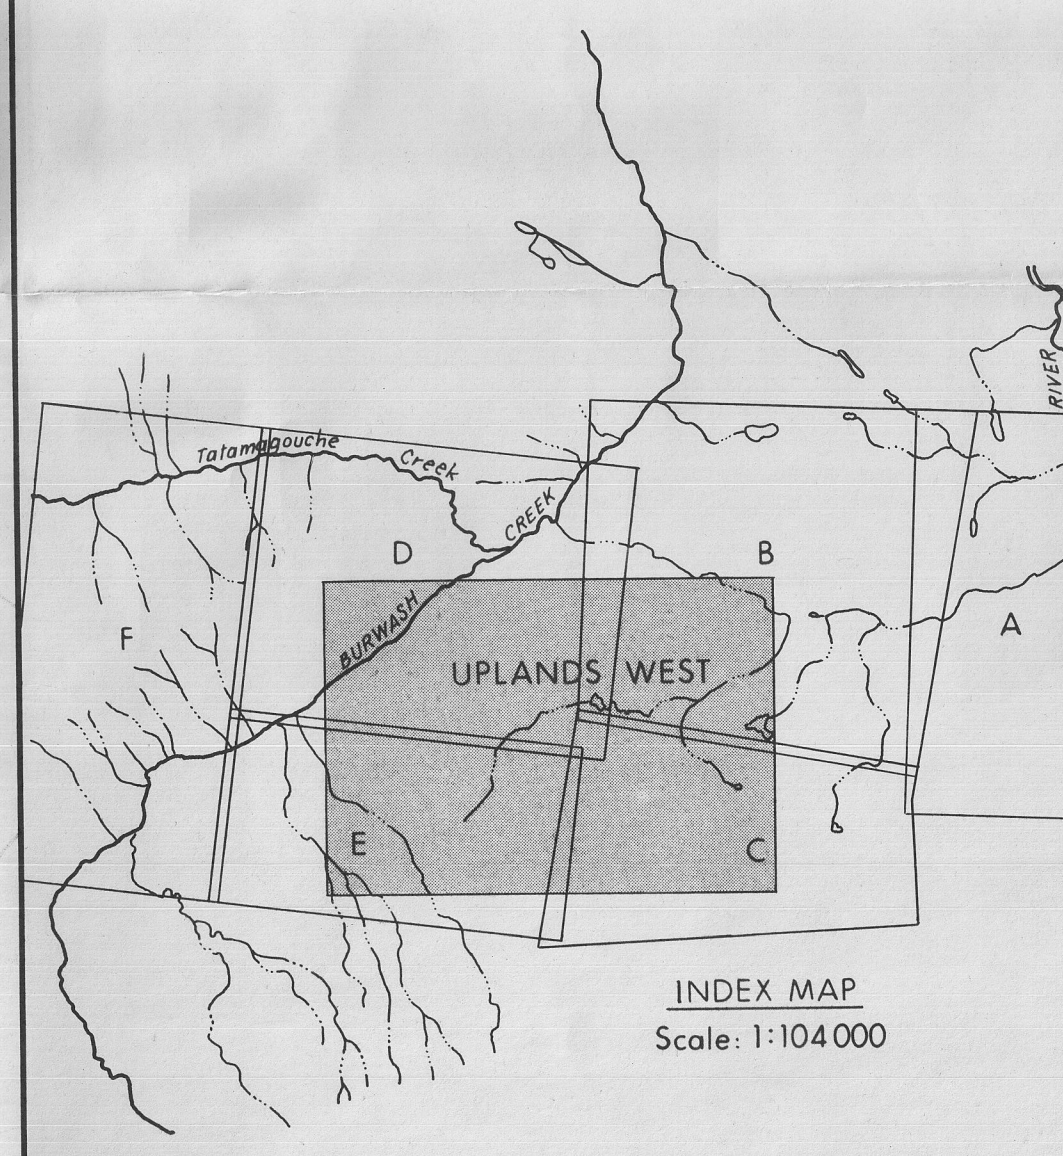 RIVER
Tatamagouche Creek
CREEK
D
B
BURWASH
A
F
UPLANDS WEST
E
C
INDEX MAP
Scale: 1:104000